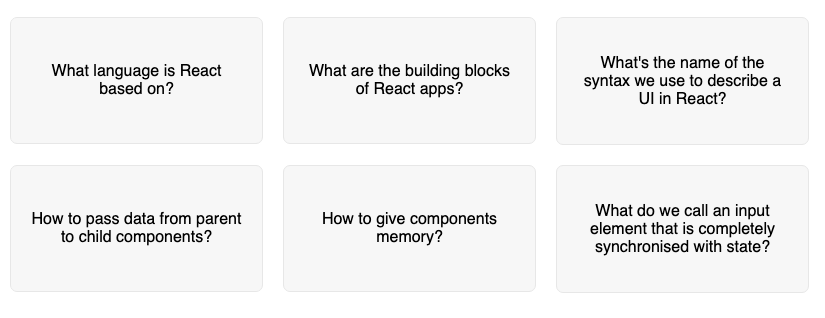 What language is React
based on?
What are the building blocks
of React apps?
What's the name of the
syntax we use to describe a
UI in React?
How to pass data from parent
to child components?
How to give components
memory?
What do we call an input
element that is completely
synchronised with state?